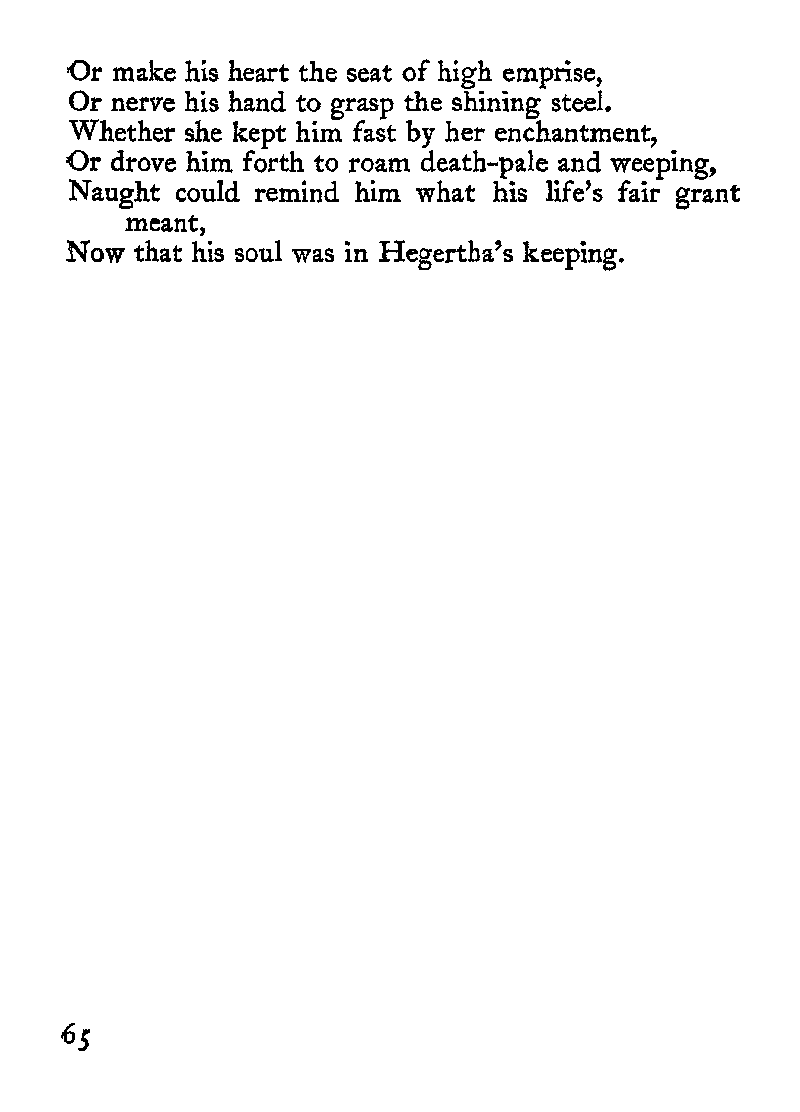 Or make his heart the seat of high emprise,
Or nerve his hand to grasp the shining steel.
Whether she kept him fast by her enchantment,
Or drove him forth to roam death-pale and weeping,
Naught could remind him what his life's fair grant
meant,
Now that his soul was in Hegertha's keeping.
65